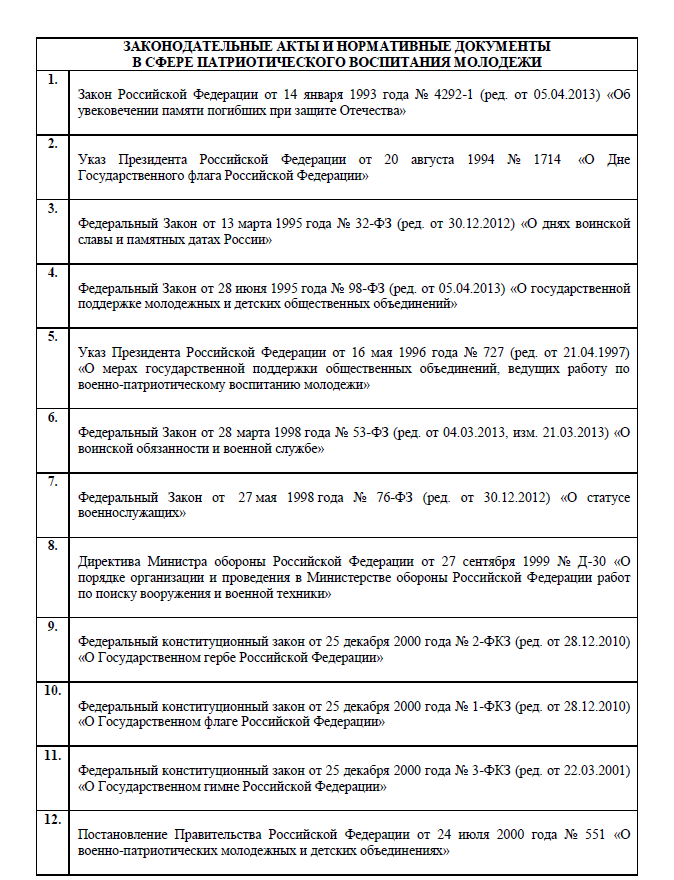 ЗАКОНОДАТЕЛЬНЫЕ АКТЫ И НОРМАТИВНЫЕ ДОКУМЕНТЫ
В СФЕРЕ ПАТРИОТИЧЕСКОГО ВОСПИТАНИЯ МОЛОДЕЖИ
1.
Закон Российской Федерации от 14 января 1993 года № 4292-1 (ред. от 05.04.2013) «Об
увековечении памяти погибших при защите Отечества»
2.
Указ Президента Российской Федерации от 20 августа 1994 № 1714 «О Дне
Государственного флага Российской Федерации»
3.
Федеральный Закон от 13 марта 1995 года № 32-ФЗ (ред. от 30.12.2012) «О днях воинской
славы и памятных датах России»
4.
Федеральный Закон от 28 июня 1995 года № 98-ФЗ (ред. от 05.04.2013) «О государственной
поддержке молодежных и детских общественных объединений»
5.
Указ Президента Российской Федерации от 16 мая 1996 года № 727 (ред. от 21.04.1997)
«О мерах государственной поддержки общественных объединений, ведущих работу по
военно-патриотическому воспитанию молодежи»
6.
Федеральный Закон от 28 марта 1998 года № 53-ФЗ (ред. от 04.03.2013, изм. 21.03.2013) «О
воинской обязанности и военной службе»
7.
Федеральный Закон от 27 мая 1998 года № 76-ФЗ (ред. от 30.12.2012) «О статусе
военнослужащих»
8.
Директива Министра обороны Российской Федерации от 27 сентября 1999 № Д-30 «О
порядке организации и проведения в Министерстве обороны Российской Федерации работ
по поиску вооружения и военной техники»
9.
Федеральный конституционный закон от 25 декабря 2000 года № 2-ФКЗ (ред. от 28.12.2010)
«О Государственном гербе Российской Федерации»
10.
Федеральный конституционный закон от 25 декабря 2000 года № 1-ФКЗ (ред. от 28.12.2010)
«О Государственном флаге Российской Федерации»
11.
Федеральный конституционный закон от 25 декабря 2000 года № 3-ФКЗ (ред. от 22.03.2001)
«О Государственном гимне Российской Федерации»
12.
Постановление Правительства Российской Федерации от 24 июля 2000 года № 551 «О
военно-патриотических молодежных и детских объединениях»